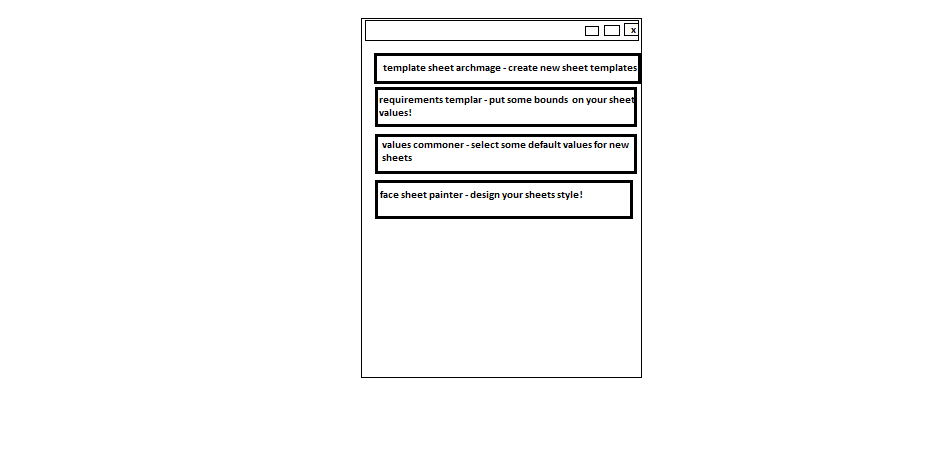 x
template sheet archmage - create new sheet templates
requirements templar - put some bounds on your sheet
values!
values commoner - select some default values for new
sheets
face sheet painter - design your sheets style!